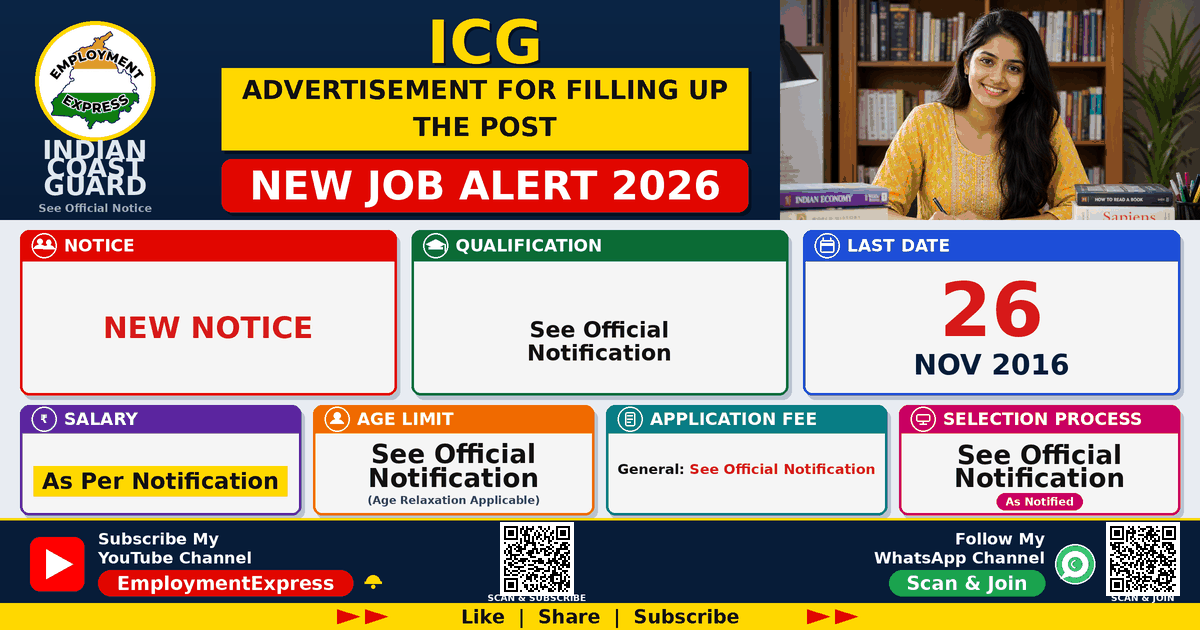 EMPLOYMENT
EXPRESS
INDIAN
COAST
GUARD
See Official Notice
ICG
ADVERTISEMENT FOR FILLING UP
THE POST
NEW JOB ALERT 2026
INDIAN ECONOMY
HOW TO READ A BOOK
Sapiens
NOTICE
NEW NOTICE
QUALIFICATION
See Official
Notification
LAST DATE
26
NOV 2016
₹ SALARY
As Per Notification
AGE LIMIT
See Official
Notification
(Age Relaxation Applicable)
APPLICATION FEE
General: See Official Notification
SELECTION PROCESS
See Official
Notification
As Notified
Subscribe My
YouTube Channel
EmploymentExpress
SCAN & SUBSCRIBE
Follow My
WhatsApp Channel
Scan & Join
SCAN & JOIN
Like | Share | Subscribe